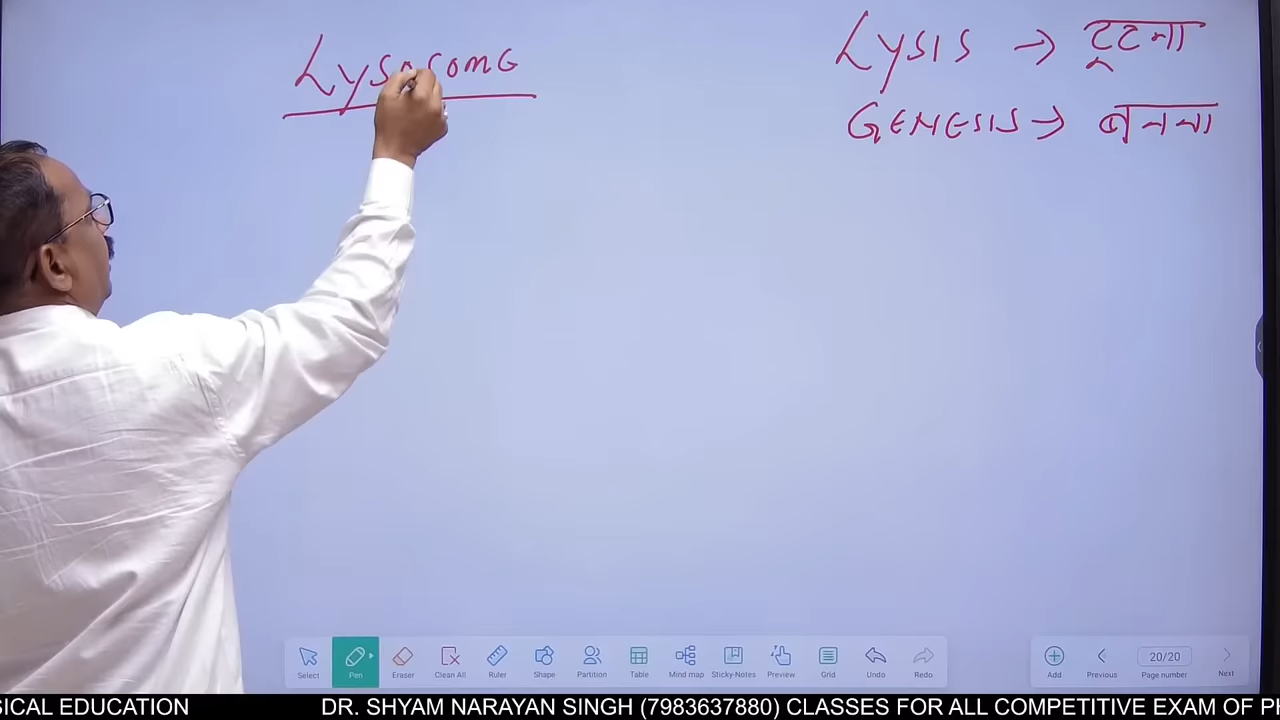 LYSOSOME
LYSIS → टूटना
GENESIS → बनना
Select Pen Eraser Clean All Ruler Shape Partition Table Mind map Sticky-Notes Preview Grid Undo Redo
Add Previous 20/20 Page number Next
SICAL EDUCATION DR. SHYAM NARAYAN SINGH (7983637880) CLASSES FOR ALL COMPETITIVE EXAM OF PH